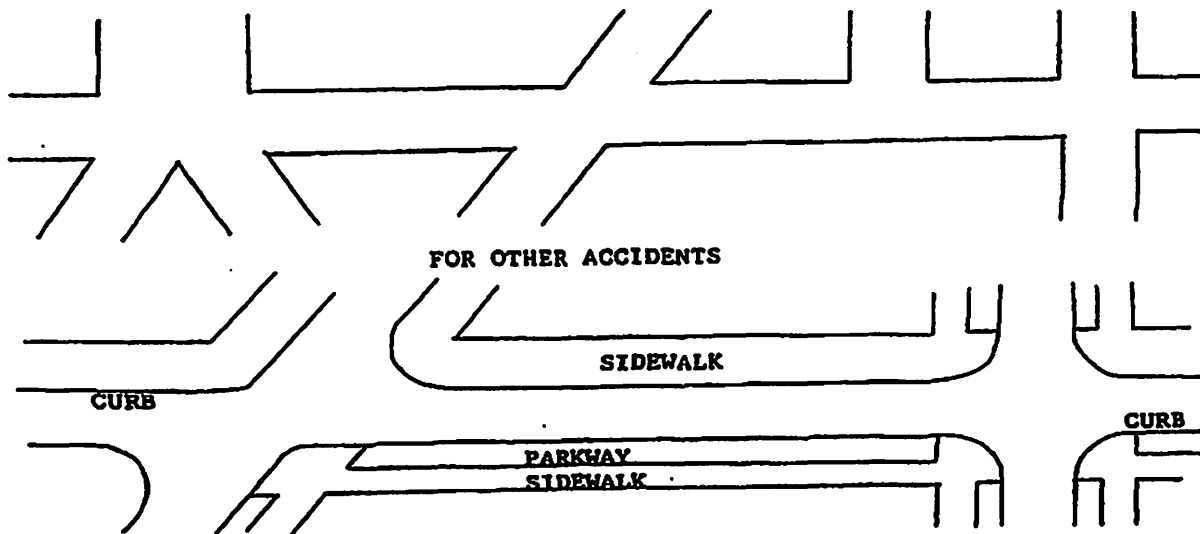 FOR OTHER ACCIDENTS
SIDEWALK
CURB
CURB
PARKWAY
SIDEWALK